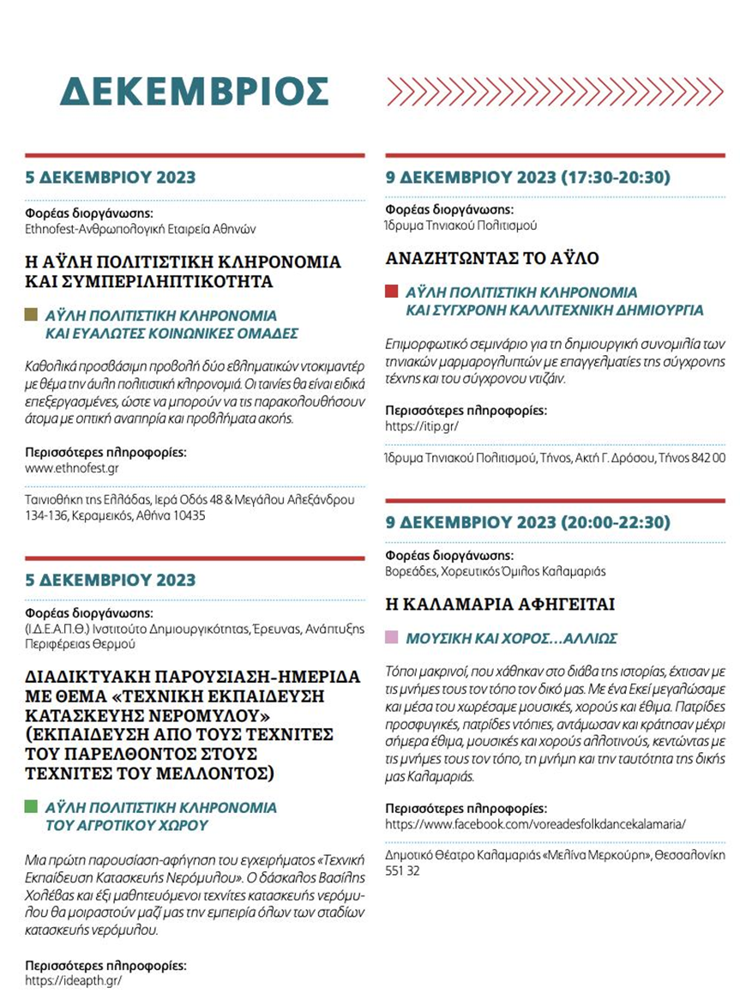 ΔΕΚΕΜΒΡΙΟΣ
5 ΔΕΚΕΜΒΡΙΟΥ 2023
Φορέας διοργάνωσης:
Ethnofest-Ανθρωπολογική Εταιρεία Αθηνών
Η ΑΫΛΗ ΠΟΛΙΤΙΣΤΙΚΗ ΚΛΗΡΟΝΟΜΙΑ
ΚΑΙ ΣΥΜΠΕΡΙΛΗΠΤΙΚΟΤΗΤΑ
ΑΫΛΗ ΠΟΛΙΤΙΣΤΙΚΗ ΚΛΗΡΟΝΟΜΙΑ
ΚΑΙ ΕΥΑΛΩΤΕΣ ΚΟΙΝΩΝΙΚΕΣ ΟΜΑΔΕΣ
Καθολικά προσβάσιμη προβολή δύο εβληματικών ντοκιμαντέρ
με θέμα την άυλη πολιτιστική κληρονομιά. Οι ταινίες θα είναι ειδικά
επεξεργασμένες, ώστε να μπορούν να τις παρακολουθήσουν
άτομα με οπτική αναπηρία και προβλήματα ακοής.
Περισσότερες πληροφορίες:
www.ethnofest.gr
Ταινιοθήκη της Ελλάδας, Ιερά Οδός 48 & Μεγάλου Αλεξάνδρου
134-136, Κεραμεικός, Αθήνα 10435
5 ΔΕΚΕΜΒΡΙΟΥ 2023
Φορέας διοργάνωσης:
(Ι.Δ.Ε.Α.Π.Θ.) Ινστιτούτο Δημιουργικότητας, Έρευνας, Ανάπτυξης
Περιφέρειας Θερμού
ΔΙΑΔΙΚΤΥΑΚΗ ΠΑΡΟΥΣΙΑΣΗ-ΗΜΕΡΙΔΑ
ΜΕ ΘΕΜΑ «ΤΕΧΝΙΚΗ ΕΚΠΑΙΔΕΥΣΗ
ΚΑΤΑΣΚΕΥΗΣ ΝΕΡΟΜΥΛΟΥ»
(ΕΚΠΑΙΔΕΥΣΗ ΑΠΟ ΤΟΥΣ ΤΕΧΝΙΤΕΣ
ΤΟΥ ΠΑΡΕΛΘΟΝΤΟΣ ΣΤΟΥΣ
ΤΕΧΝΙΤΕΣ ΤΟΥ ΜΕΛΛΟΝΤΟΣ)
ΑΫΛΗ ΠΟΛΙΤΙΣΤΙΚΗ ΚΛΗΡΟΝΟΜΙΑ
ΤΟΥ ΑΓΡΟΤΙΚΟΥ ΧΩΡΟΥ
Μια πρώτη παρουσίαση-αφήγηση του εγχειρήματος «Τεχνική
Εκπαίδευση Κατασκευής Νερόμυλου». Ο δάσκαλος Βασίλης
Χολέβας και έξι μαθητευόμενοι τεχνίτες κατασκευής νερόμυ-
λου θα μοιραστούν μαζί μας την εμπειρία όλων των σταδίων
κατασκευής νερόμυλου.
Περισσότερες πληροφορίες:
https://ideapth.gr/
9 ΔΕΚΕΜΒΡΙΟΥ 2023 (17:30-20:30)
Φορέας διοργάνωσης:
Ίδρυμα Τηνιακού Πολιτισμού
ΑΝΑΖΗΤΩΝΤΑΣ ΤΟ ΑΫΛΟ
ΑΫΛΗ ΠΟΛΙΤΙΣΤΙΚΗ ΚΛΗΡΟΝΟΜΙΑ
ΚΑΙ ΣΥΓΧΡΟΝΗ ΚΑΛΛΙΤΕΧΝΙΚΗ ΔΗΜΙΟΥΡΓΙΑ
Επιμορφωτικό σεμινάριο για τη δημιουργική συνομιλία των
τηνιακών μαρμαρογλυπτών με επαγγελματίες της σύγχρονης
τέχνης και του σύγχρονου ντιζάιν.
Περισσότερες πληροφορίες:
https://itip.gr/
Ίδρυμα Τηνιακού Πολιτισμού, Τήνος, Ακτή Γ. Δρόσου, Τήνος 842 00
9 ΔΕΚΕΜΒΡΙΟΥ 2023 (20:00-22:30)
Φορέας διοργάνωσης:
Βορεάδες, Χορευτικός Όμιλος Καλαμαριάς
Η ΚΑΛΑΜΑΡΙΑ ΑΦΗΓΕΙΤΑΙ
ΜΟΥΣΙΚΗ ΚΑΙ ΧΟΡΟΣ...ΑΛΛΙΩΣ
Τόποι μακρινοί, που χάθηκαν στο διάβα της ιστορίας, έχτισαν με
τις μνήμες τους τον τόπο τον δικό μας. Με ένα Εκεί μεγαλώσαμε
και μέσα του χωρέσαμε μουσικές, χορούς και έθιμα. Πατρίδες
προσφυγικές, πατρίδες ντόπιες, αντάμωσαν και κράτησαν μέχρι
σήμερα έθιμα, μουσικές και χορούς αλλοτινούς, κεντώντας με
τις μνήμες τους τον τόπο, τη μνήμη και την ταυτότητα της δικής
μας Καλαμαριάς.
Περισσότερες πληροφορίες:
https://www.facebook.com/voreadesfolkdancekalamaria/
Δημοτικό Θέατρο Καλαμαριάς «Μελίνα Μερκούρη», Θεσσαλονίκη
551 32